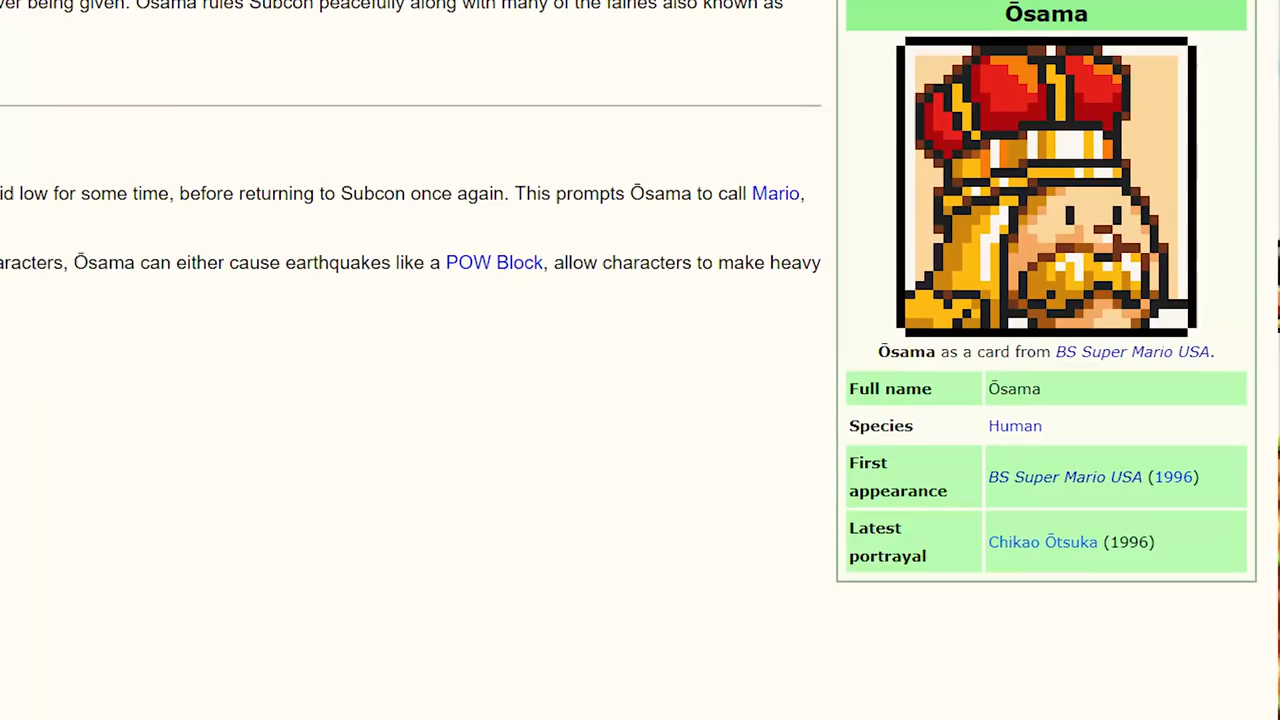 ver being given. Ōsama rules Subcon peacefully along with many of the fairies also known as
id low for some time, before returning to Subcon once again. This prompts Ōsama to call Mario,
aracters, Ōsama can either cause earthquakes like a POW Block, allow characters to make heavy
Ōsama
Ōsama as a card from BS Super Mario USA.
Full name Ōsama
Species Human
First appearance BS Super Mario USA (1996)
Latest portrayal Chikao Ōtsuka (1996)